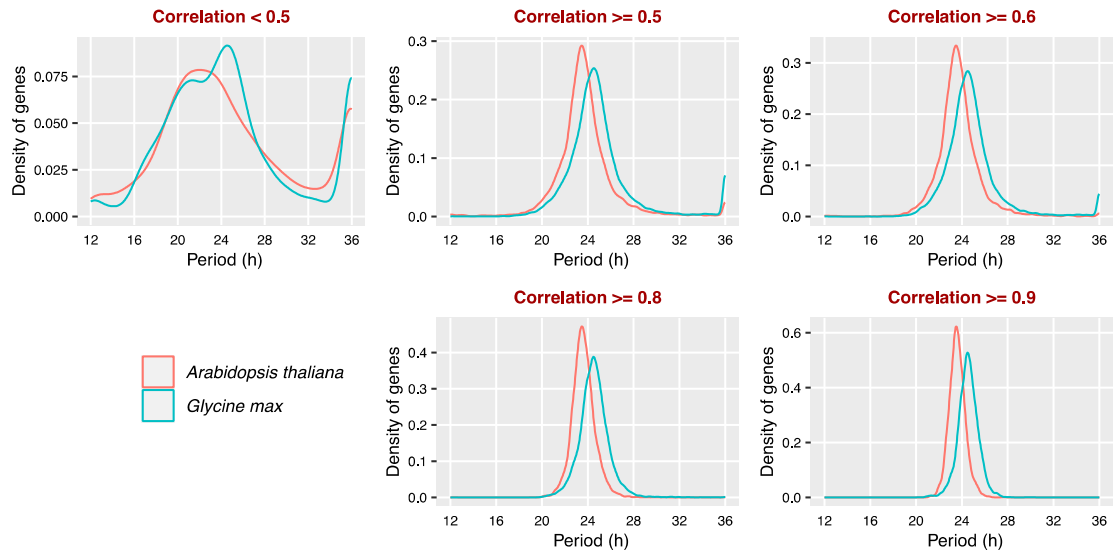 Correlation < 0.5
Density of genes
0.075
0.050
0.025
0.000
12 16 20 24 28 32 36
Period (h)
Correlation >= 0.5
Density of genes
0.3
0.2
0.1
0.0
12 16 20 24 28 32 36
Period (h)
Correlation >= 0.6
Density of genes
0.3
0.2
0.1
0.0
12 16 20 24 28 32 36
Period (h)
Arabidopsis thaliana
Glycine max
Correlation >= 0.8
Density of genes
0.4
0.3
0.2
0.1
0.0
12 16 20 24 28 32 36
Period (h)
Correlation >= 0.9
Density of genes
0.6
0.4
0.2
0.0
12 16 20 24 28 32 36
Period (h)